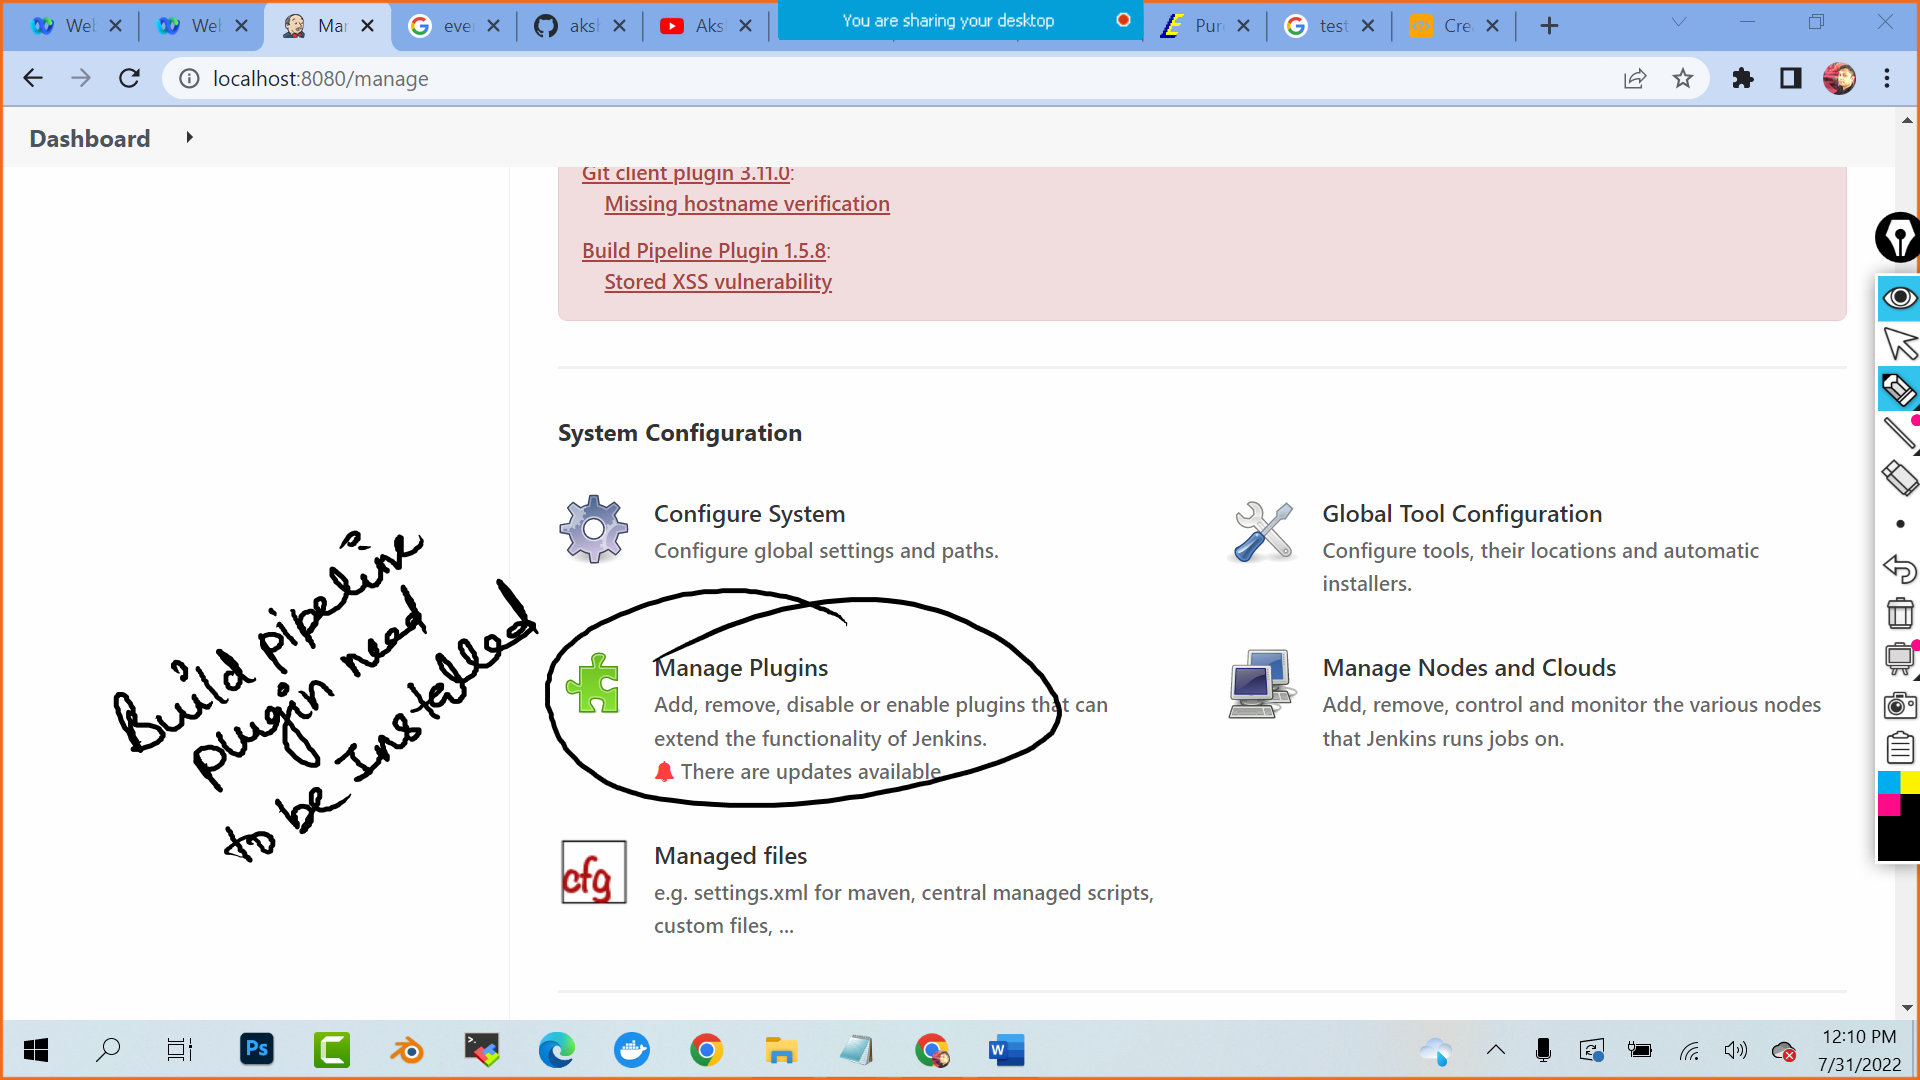 Wel
Wel
Mar
ever
aksh
Aks
You are sharing your desktop
Pure
test
Cre
localhost:8080/manage
Dashboard
Git client plugin 3.11.0:
Missing hostname verification
Build Pipeline Plugin 1.5.8:
Stored XSS vulnerability
System Configuration
Configure System
Configure global settings and paths.
Global Tool Configuration
Configure tools, their locations and automatic
installers.
Manage Plugins
Add, remove, disable or enable plugins that can
extend the functionality of Jenkins.
There are updates available
Manage Nodes and Clouds
Add, remove, control and monitor the various nodes
that Jenkins runs jobs on.
cfg
Managed files
e.g. settings.xml for maven, central managed scripts,
custom files, ...
Build pipeline
plugin need
to be Installed
Ps
W
12:10 PM
7/31/2022